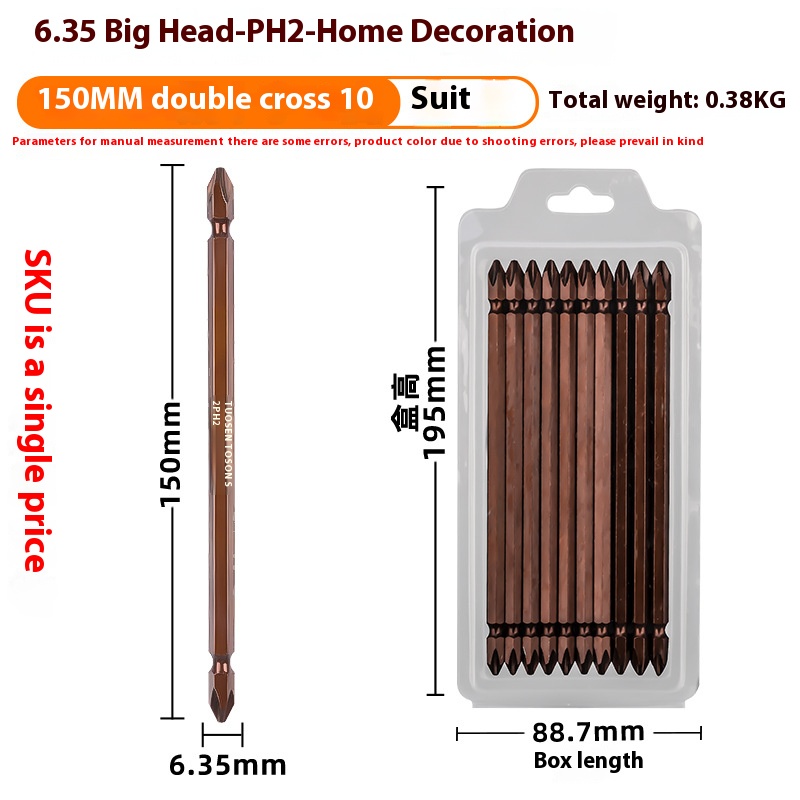 6.35 Big Head-PH2-Home Decoration
150MM double cross 10 Suit Total weight: 0.38KG
Parameters for manual measurement there are some errors, product color due to shooting errors, please prevail in kind
SKU is a single price
150mm
TUOSEN TOSON S
2PH2
6.35mm
盒高
195mm
88.7mm
Box length